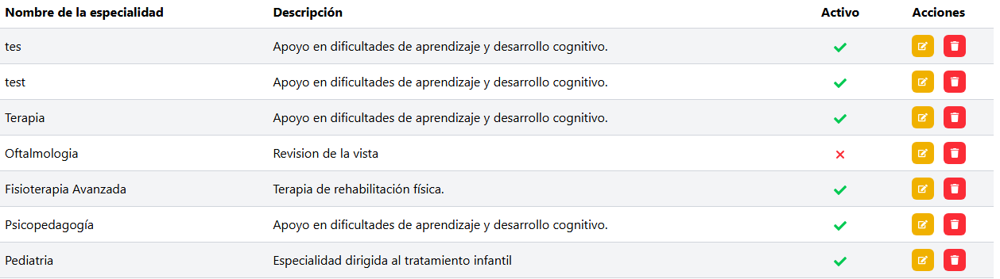 Nombre de la especialidad Descripción Activo Acciones
tes Apoyo en dificultades de aprendizaje y desarrollo cognitivo.
test Apoyo en dificultades de aprendizaje y desarrollo cognitivo.
Terapia Apoyo en dificultades de aprendizaje y desarrollo cognitivo.
Oftalmologia Revision de la vista
Fisioterapia Avanzada Terapia de rehabilitación física.
Psicopedagogía Apoyo en dificultades de aprendizaje y desarrollo cognitivo.
Pediatria Especialidad dirigida al tratamiento infantil